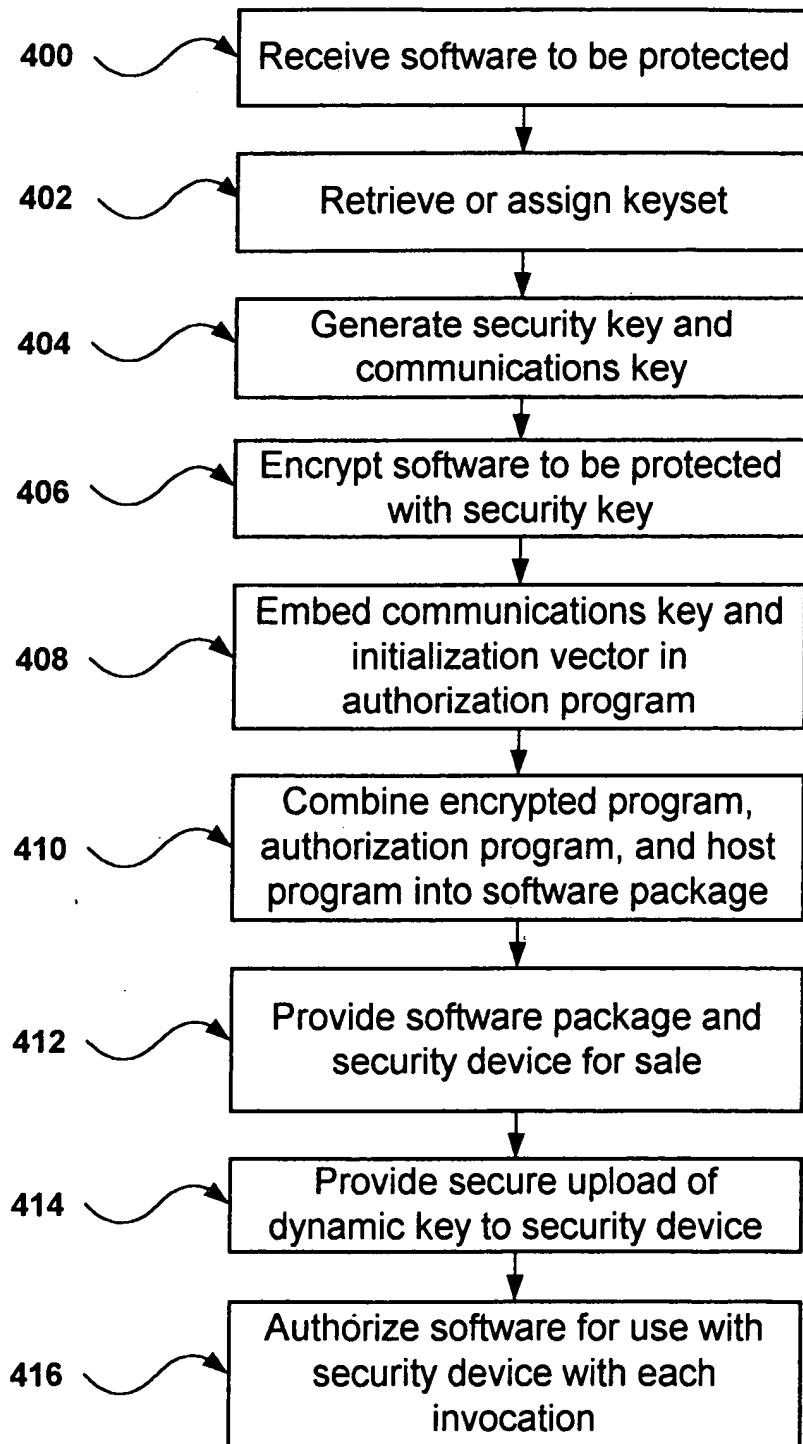 400
Receive software to be protected
402
Retrieve or assign keyset
404
Generate security key and
communications key
406
Encrypt software to be protected
with security key
408
Embed communications key and
initialization vector in
authorization program
410
Combine encrypted program,
authorization program, and host
program into software package
412
Provide software package and
security device for sale
414
Provide secure upload of
dynamic key to security device
416
Authorize software for use with
security device with each
invocation